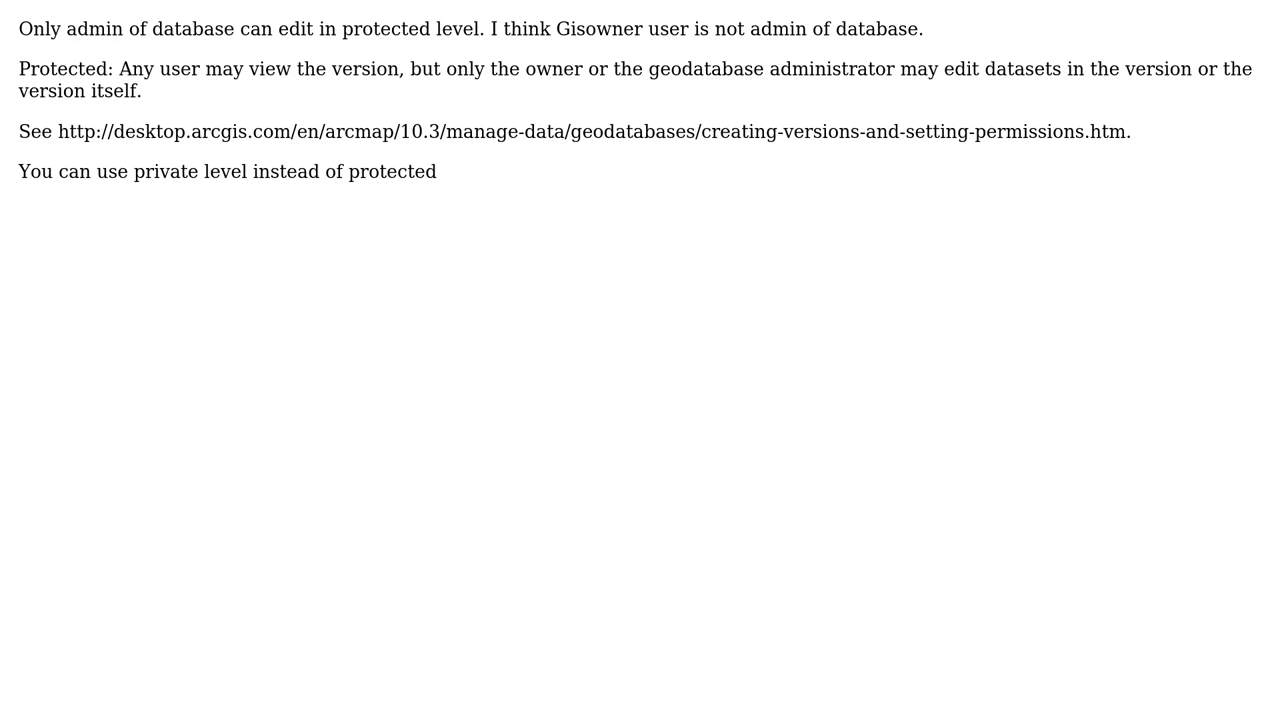 Only admin of database can edit in protected level. I think Gisowner user is not admin of database.
Protected: Any user may view the version, but only the owner or the geodatabase administrator may edit datasets in the version or the
version itself.
See http://desktop.arcgis.com/en/arcmap/10.3/manage-data/geodatabases/creating-versions-and-setting-permissions.htm.
You can use private level instead of protected